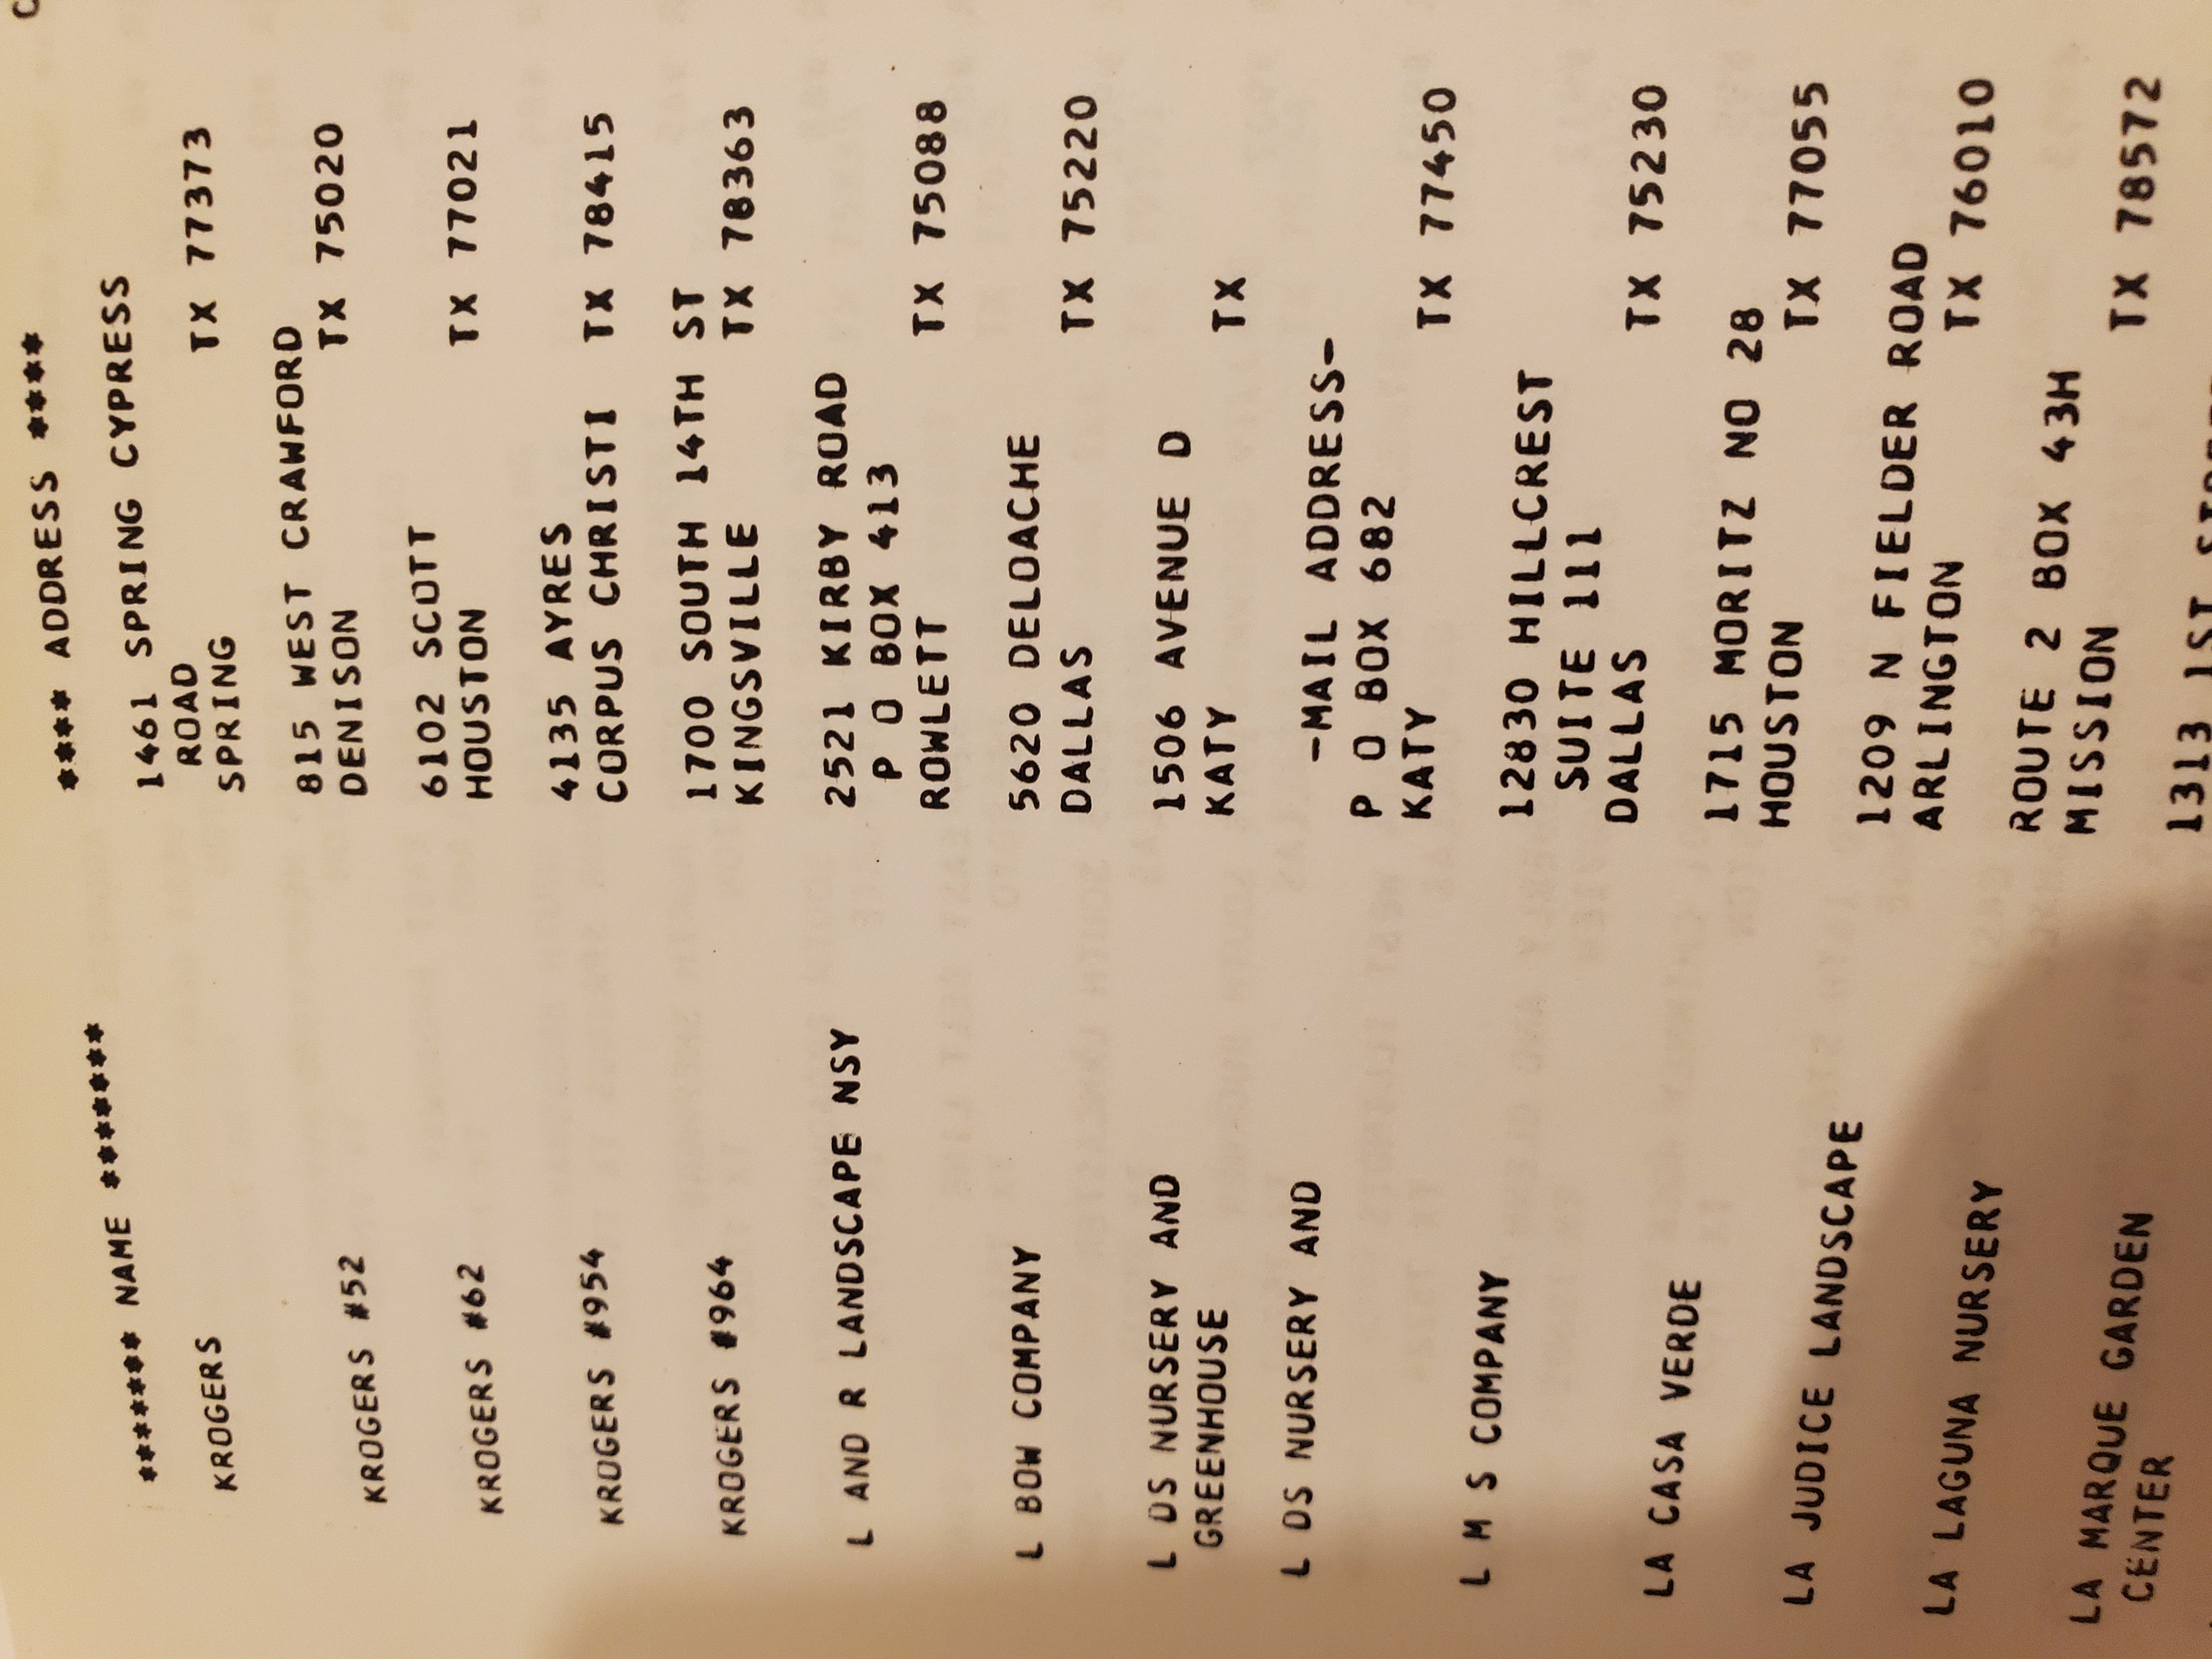 ****** NAME ******* **** ADDRESS ****
KROGERS 1461 SPRING CYPRESS
ROAD
SPRING TX 77373
KROGERS #52 815 WEST CRAWFORD
DENISON TX 75020
KROGERS #62 6102 SCOTT
HOUSTON TX 77021
KROGERS #954 4135 AYRES
CORPUS CHRISTI TX 78415
KROGERS #964 1700 SOUTH 14TH ST
KINGSVILLE TX 78363
L AND R LANDSCAPE NSY 2521 KIRBY ROAD
P O BOX 413
ROWLETT TX 75088
L BOW COMPANY 5620 DELOACHE
DALLAS TX 75220
L DS NURSERY AND 1506 AVENUE D
GREENHOUSE KATY TX
L DS NURSERY AND -MAIL ADDRESS-
P O BOX 682
KATY TX 77450
L M S COMPANY 12830 HILLCREST
SUITE 111
DALLAS TX 75230
LA CASA VERDE 1715 MORITZ NO 28
HOUSTON TX 77055
LA JUDICE LANDSCAPE 1209 N FIELDER ROAD
ARLINGTON TX 76010
LA LAGUNA NURSERY ROUTE 2 BOX 43H
MISSION TX 78572
LA MARQUE GARDEN 1313 1ST
CENTER